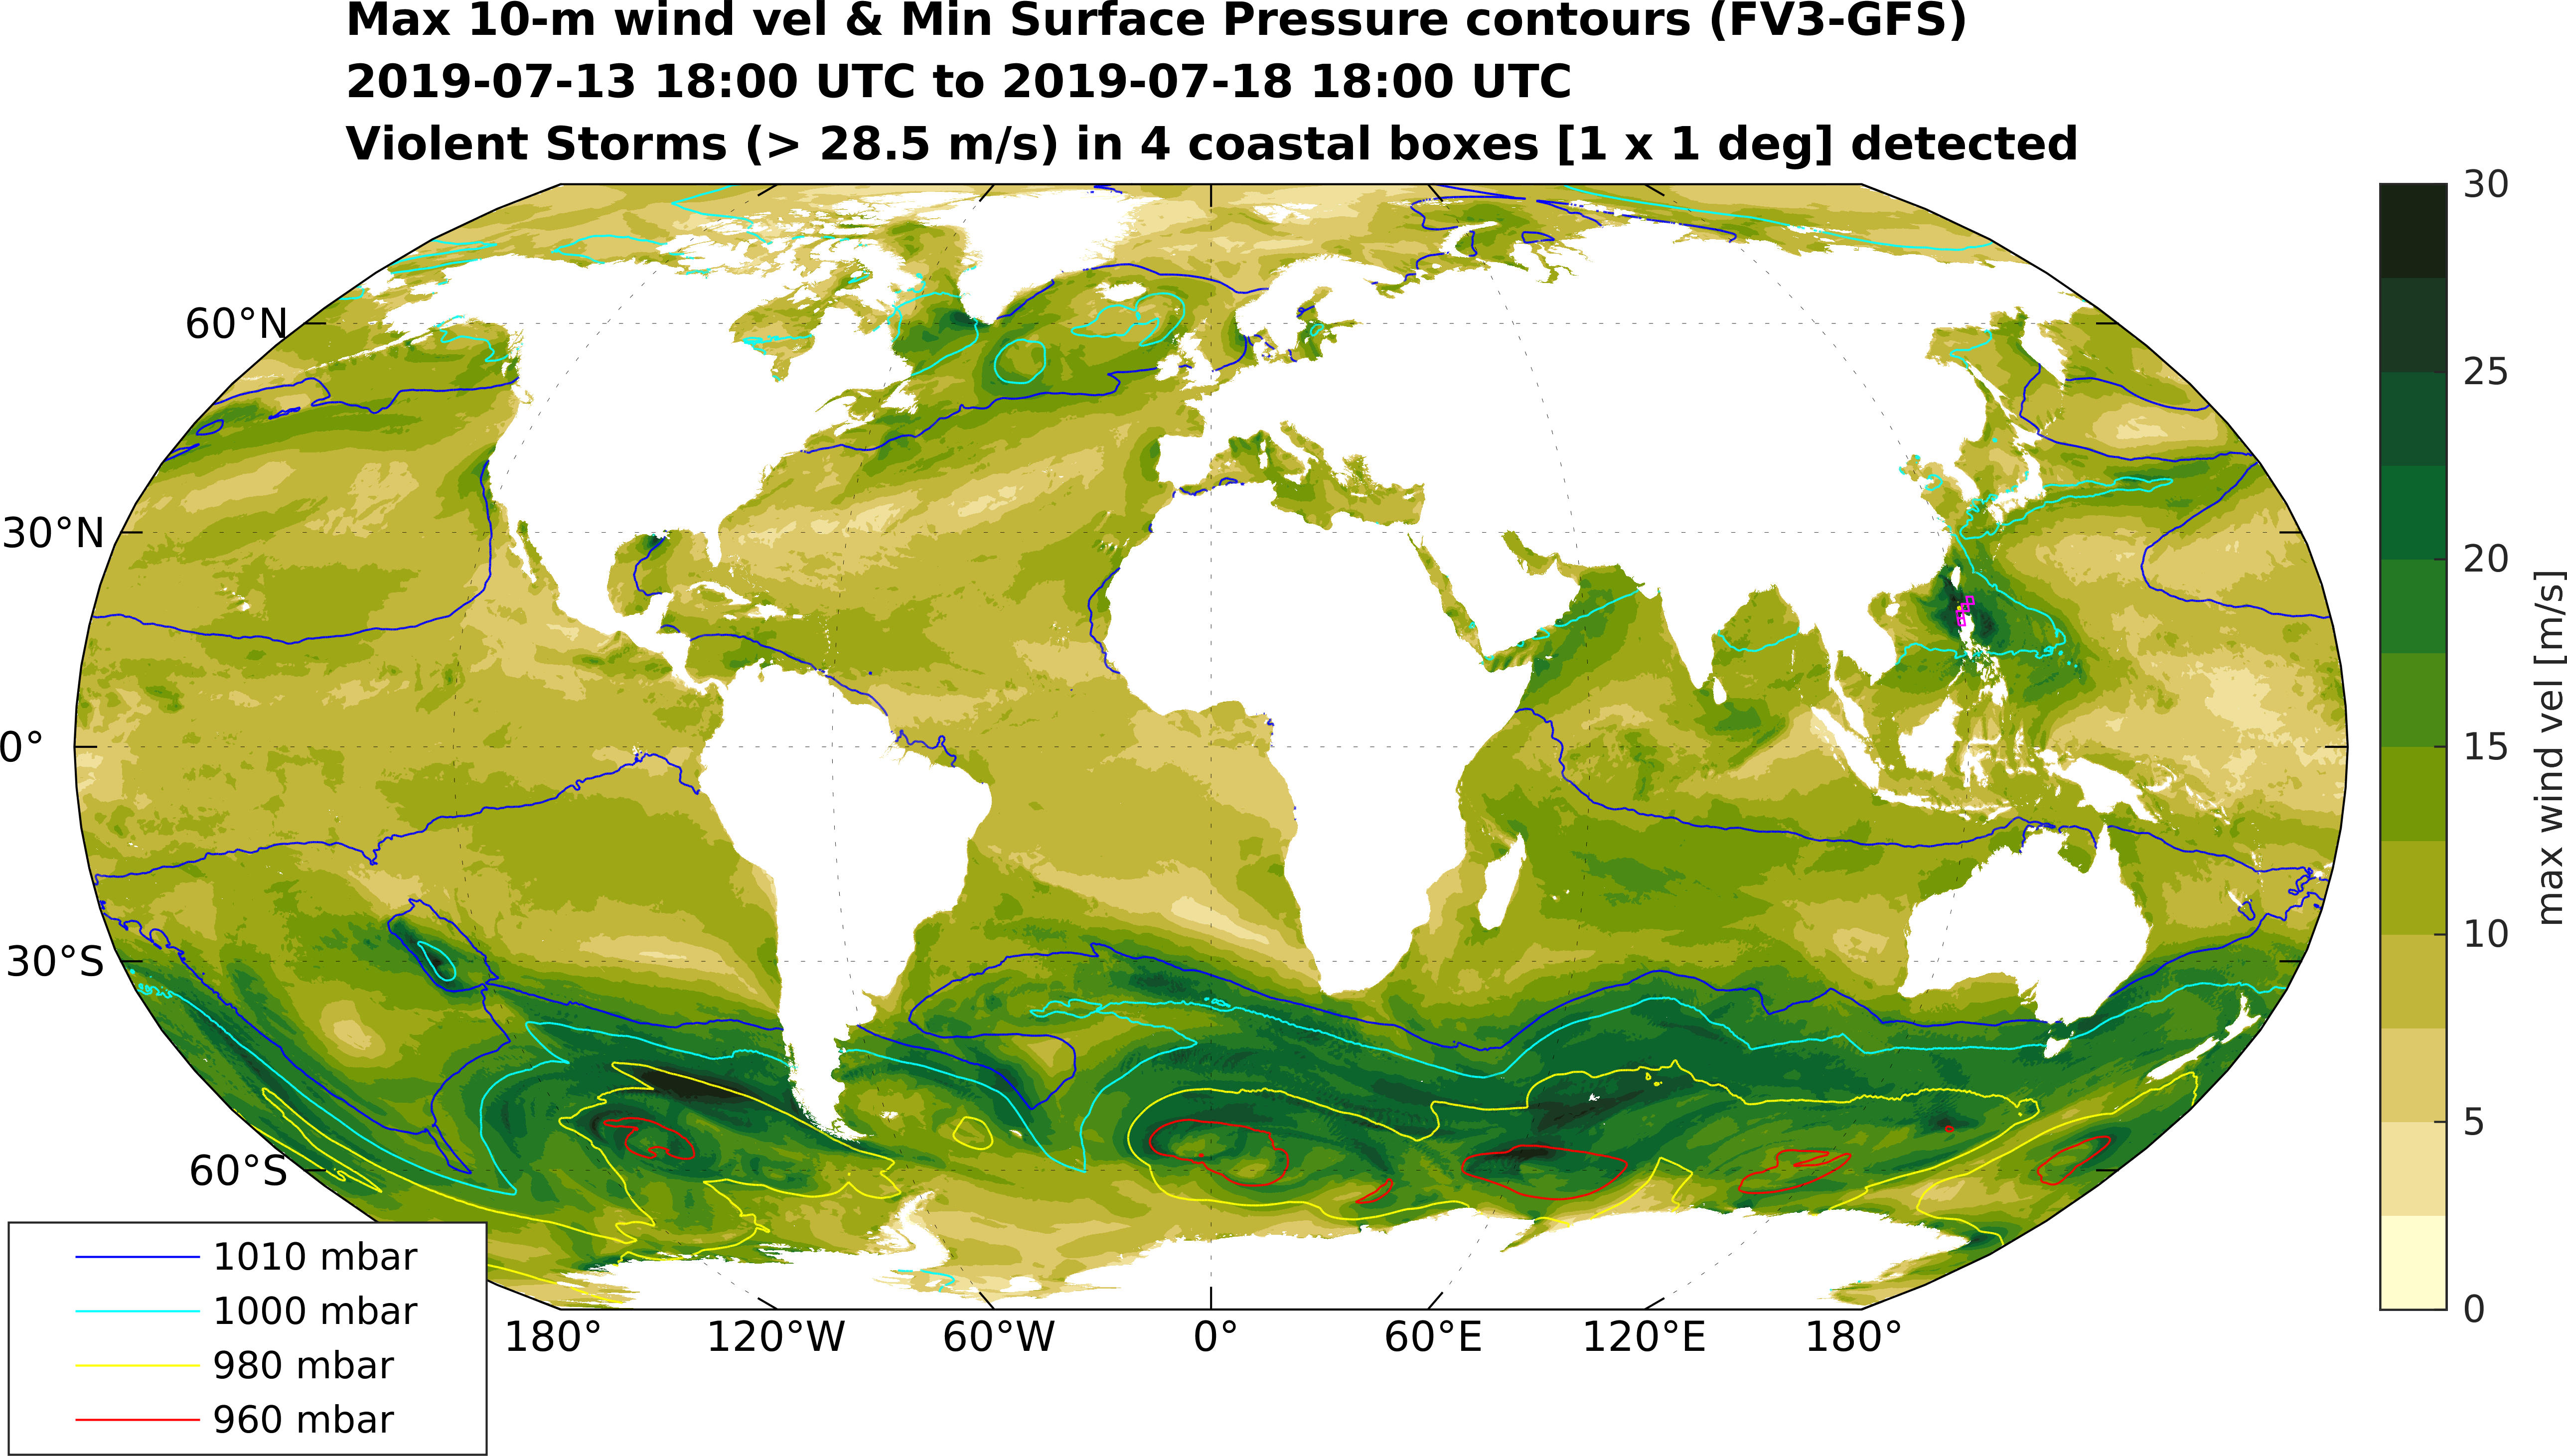 Max 10-m wind vel & Min Surface Pressure contours (FV3-GFS)
2019-07-13 18:00 UTC to 2019-07-18 18:00 UTC
Violent Storms (> 28.5 m/s) in 4 coastal boxes [1 x 1 deg] detected
60°N
30°N
0°
30°S
60°S
180°
120°W
60°W
0°
60°E
120°E
180°
1010 mbar
1000 mbar
980 mbar
960 mbar
30
25
20
15
10
5
0
max wind vel [m/s]